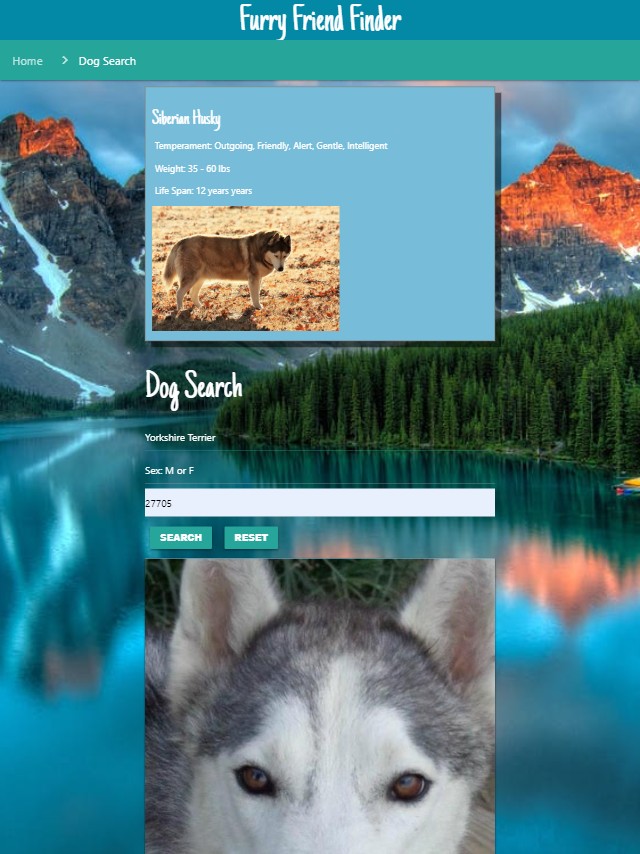 Furry Friend Finder
Home > Dog Search
Siberian Husky
Temperament: Outgoing, Friendly, Alert, Gentle, Intelligent
Weight: 35 - 60 lbs
Life Span: 12 years years
Dog Search
Yorkshire Terrier
Sex: M or F
27705
SEARCH RESET